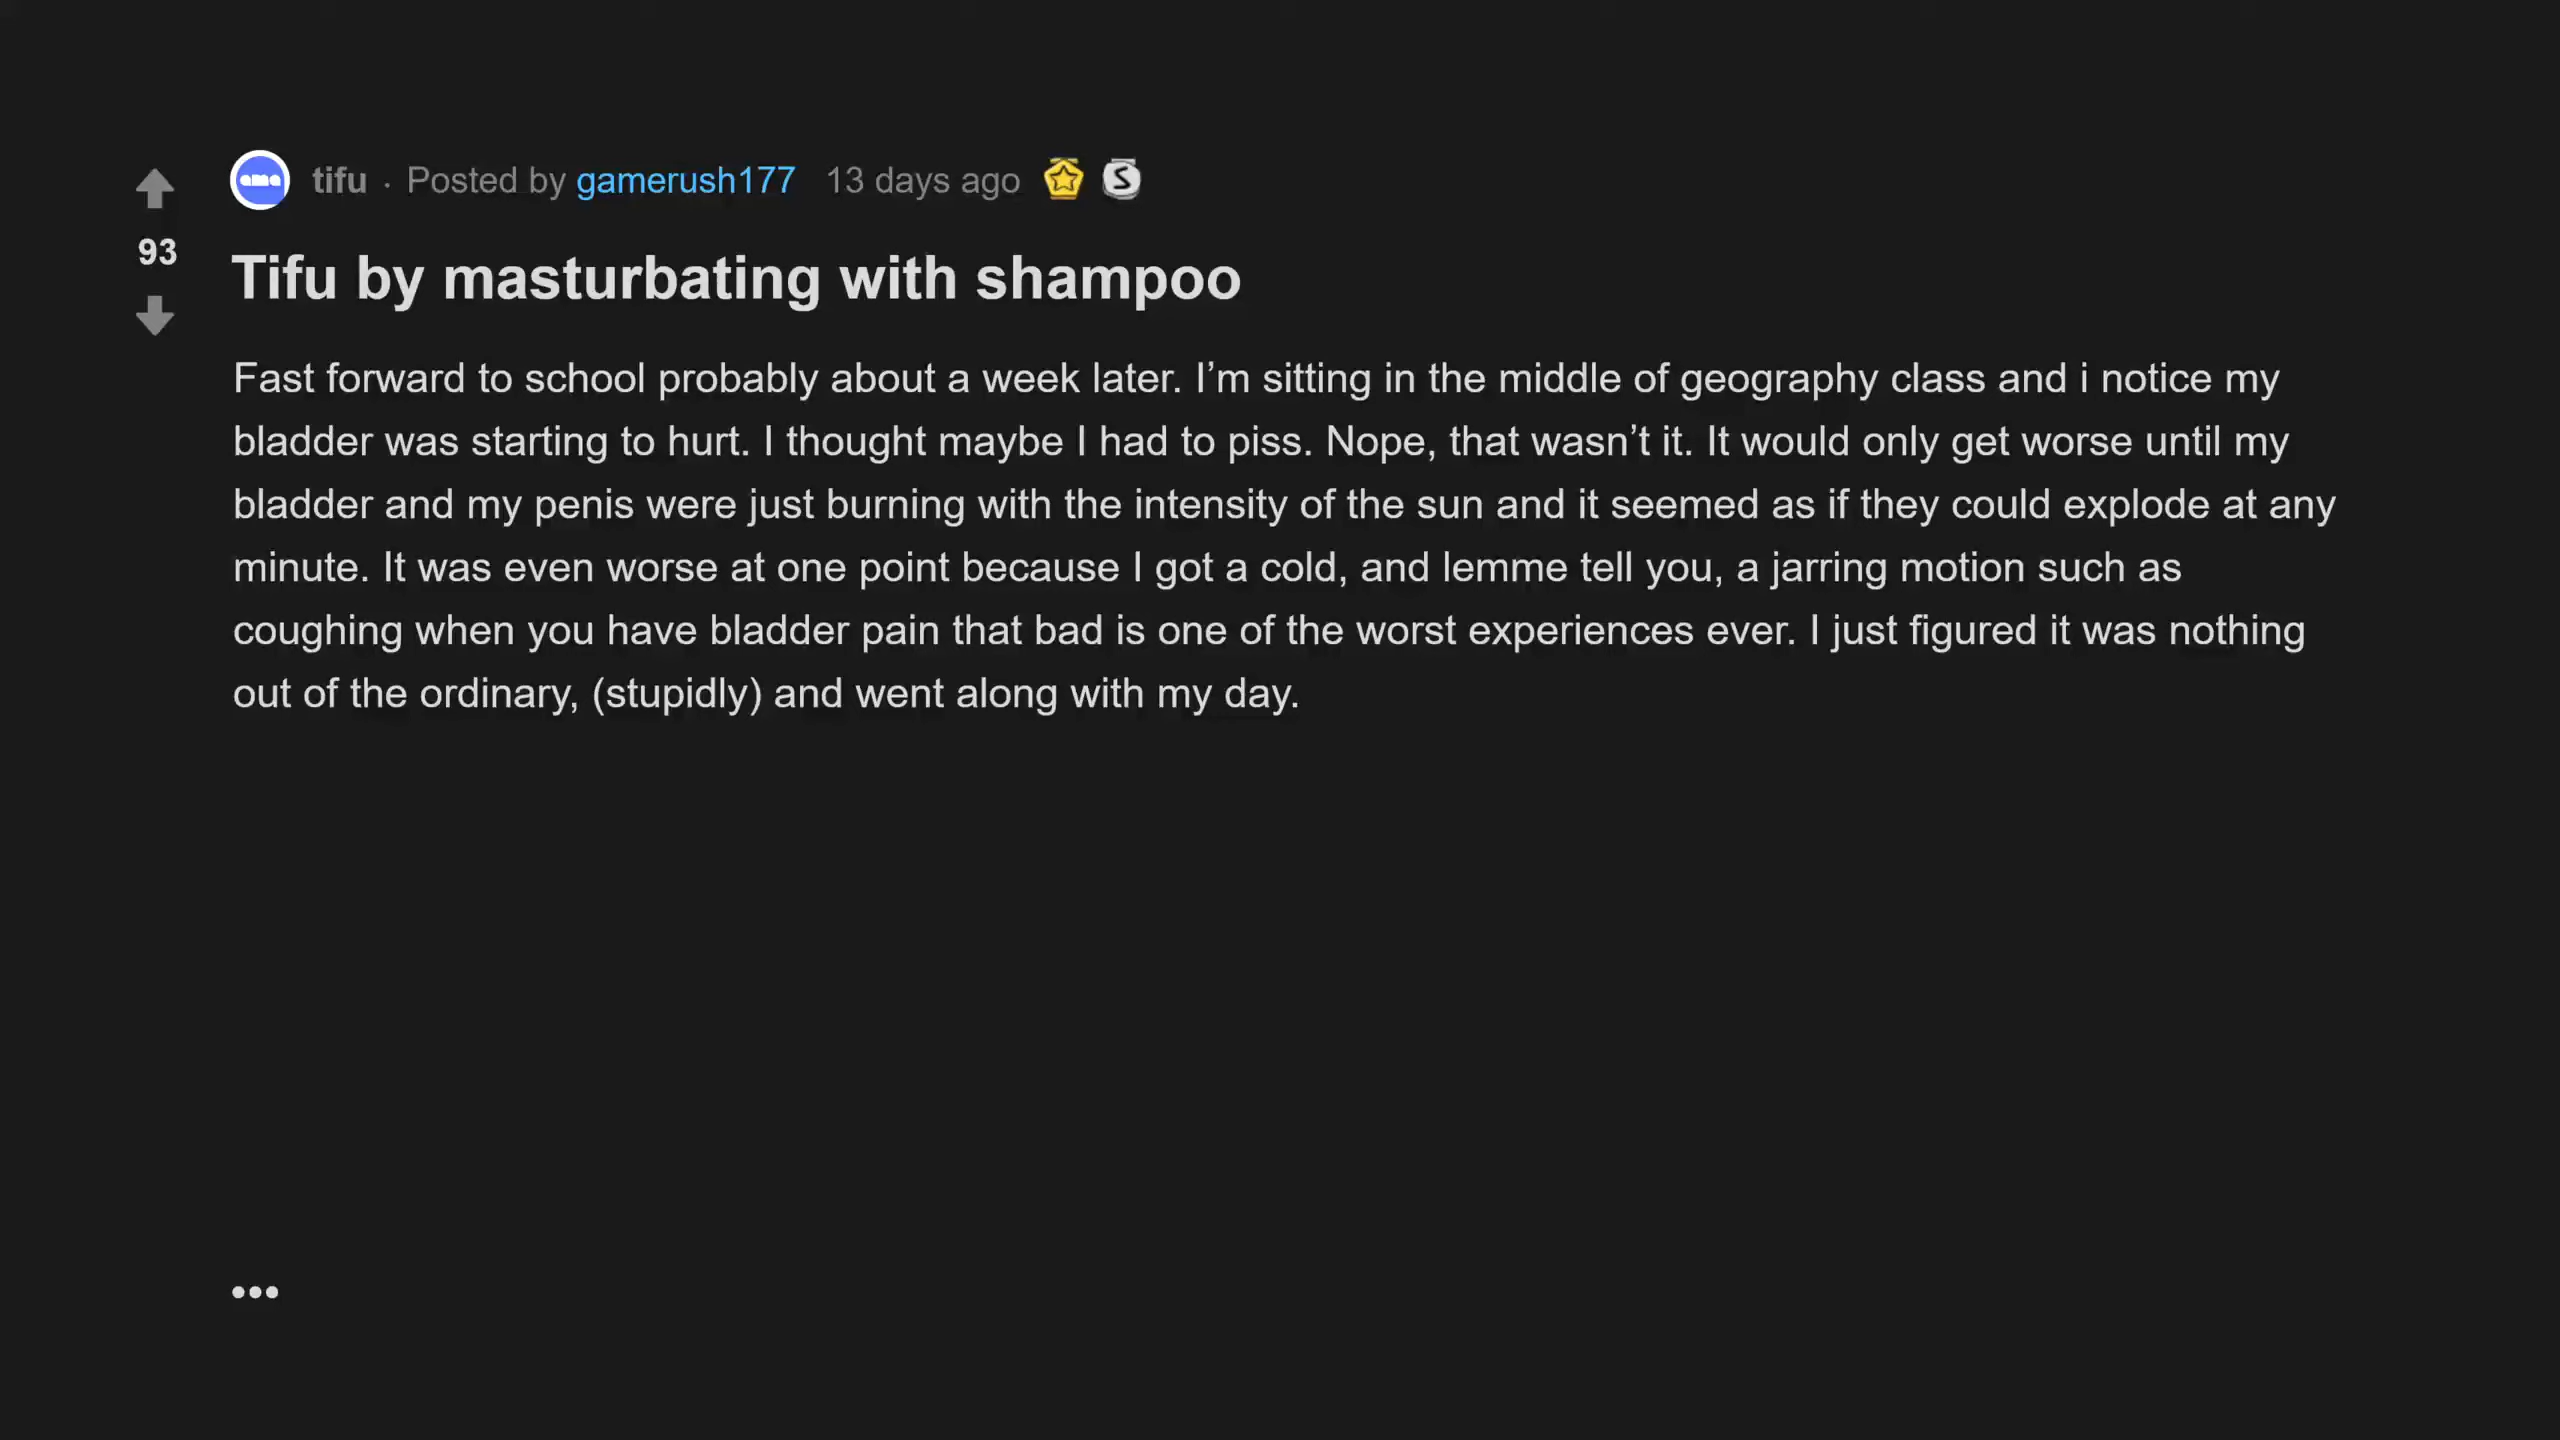 ama
tifu · Posted by gamerush177 13 days ago S
93
Tifu by masturbating with shampoo
Fast forward to school probably about a week later. I’m sitting in the middle of geography class and i notice my
bladder was starting to hurt. I thought maybe I had to piss. Nope, that wasn’t it. It would only get worse until my
bladder and my penis were just burning with the intensity of the sun and it seemed as if they could explode at any
minute. It was even worse at one point because I got a cold, and lemme tell you, a jarring motion such as
coughing when you have bladder pain that bad is one of the worst experiences ever. I just figured it was nothing
out of the ordinary, (stupidly) and went along with my day.